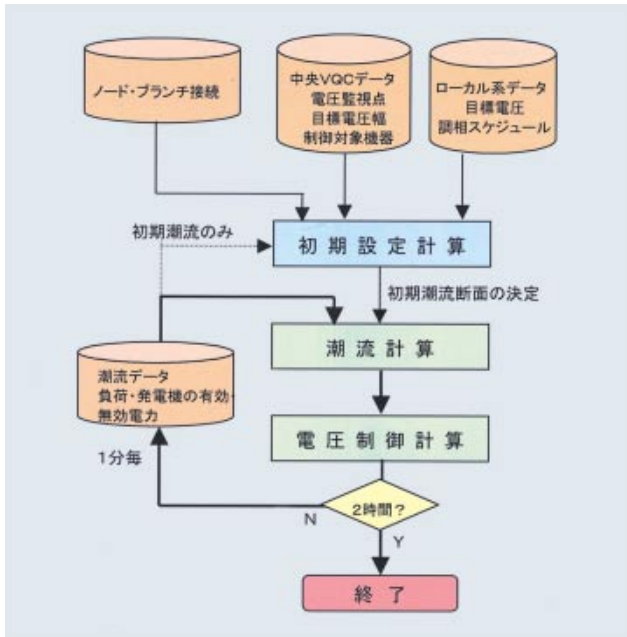 ノード・ブランチ接続
中央VQCデータ
電圧監視点
目標電圧幅
制御対象機器
ローカル系データ
目標電圧
調相スケジュール
初期潮流のみ
初期設定計算
初期潮流断面の決定
潮流計算
潮流データ
負荷・発電機の有効・
無効電力
電圧制御計算
1分毎
2時間？
N
Y
終了